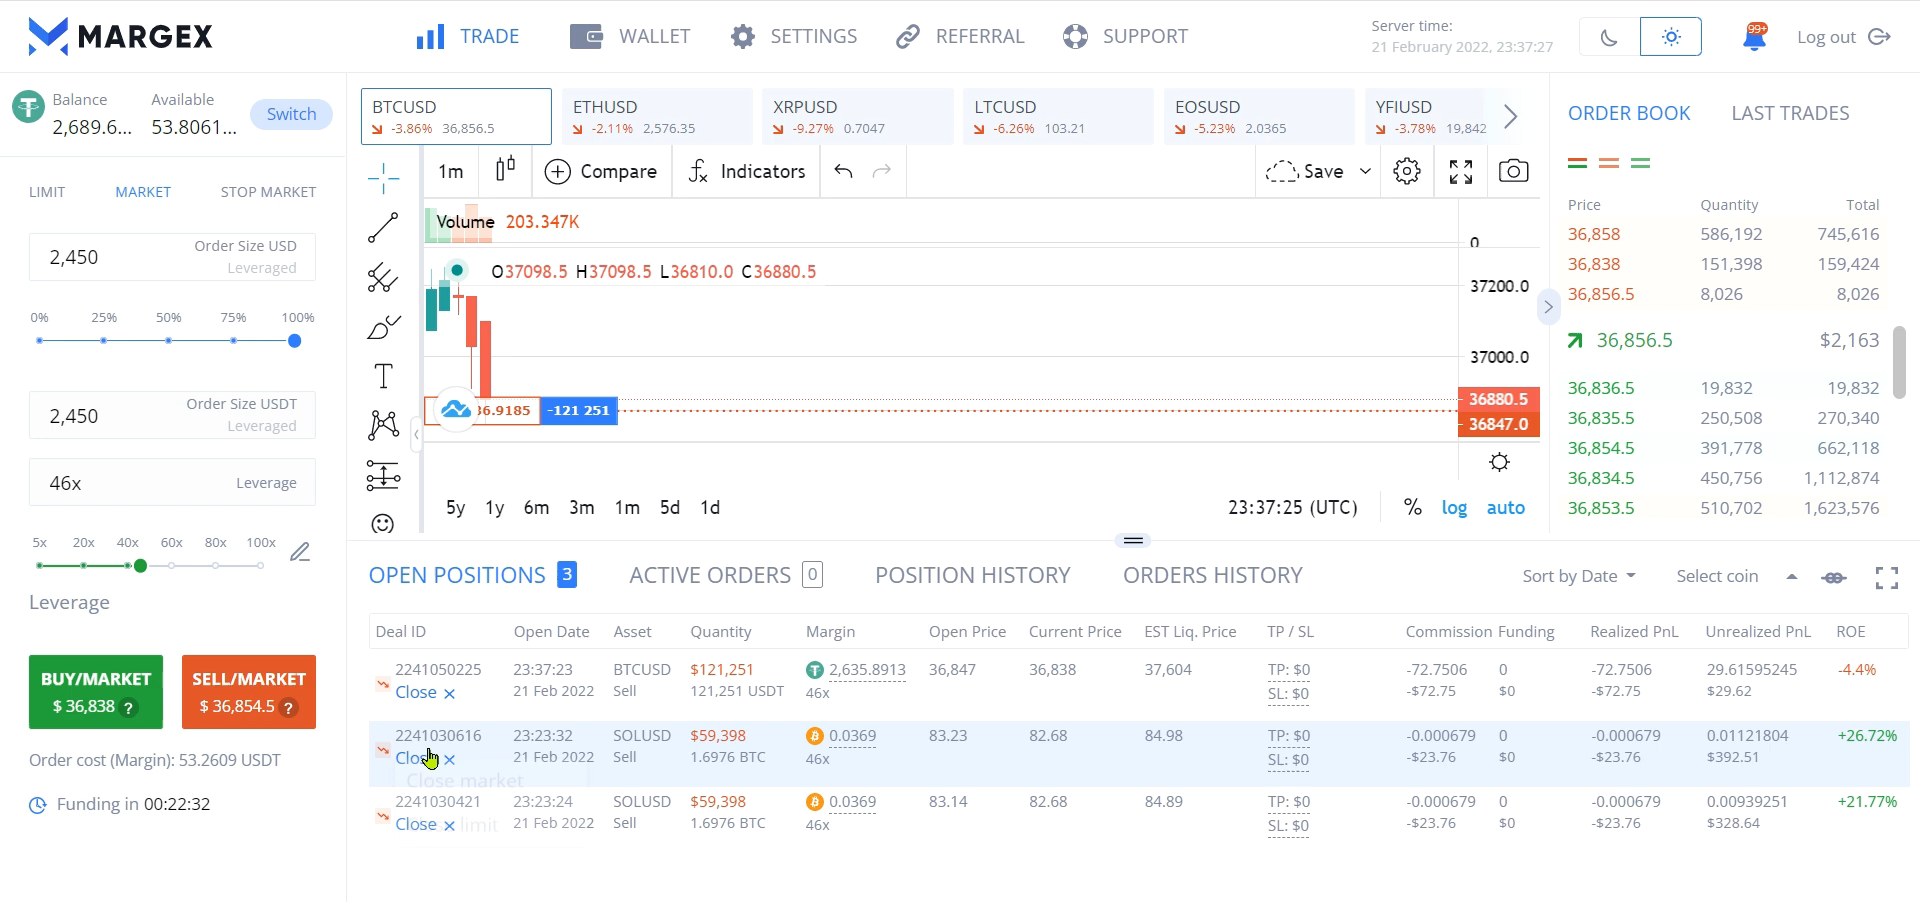 MARGEX
TRADE
WALLET
SETTINGS
REFERRAL
SUPPORT
Server time:
21 February 2022, 23:37:27
99+
Log out
Balance
2,689.6...
Available
53.8061...
Switch
LIMIT MARKET STOP MARKET
2,450 Order Size USD
Leveraged
0% 25% 50% 75% 100%
2,450 Order Size USDT
Leveraged
46x Leverage
5x 20x 40x 60x 80x 100x
Leverage
BUY/MARKET
$ 36,838 ?
SELL/MARKET
$ 36,854.5 ?
Order cost (Margin): 53.2609 USDT
Funding in 00:22:32
BTCUSD
-3.86% 36,856.5
ETHUSD
-2.11% 2,576.35
XRPUSD
-9.27% 0.7047
LTCUSD
-6.26% 103.21
EOSUSD
-5.23% 2.0365
YFIUSD
-3.78% 19,842
1m
Compare
Indicators
Save
Volume 203.347K
0
O37098.5 H37098.5 L36810.0 C36880.5
37200.0
37000.0
36.9185 -121 251
36880.5
36847.0
5y 1y 6m 3m 1m 5d 1d
23:37:25 (UTC) % log auto
ORDER BOOK LAST TRADES
Price Quantity Total
36,858 586,192 745,616
36,838 151,398 159,424
36,856.5 8,026 8,026
36,856.5 $2,163
36,836.5 19,832 19,832
36,835.5 250,508 270,340
36,854.5 391,778 662,118
36,834.5 450,756 1,112,874
36,853.5 510,702 1,623,576
OPEN POSITIONS 3
ACTIVE ORDERS 0
POSITION HISTORY
ORDERS HISTORY
Sort by Date
Select coin
Deal ID Open Date Asset Quantity Margin Open Price Current Price EST Liq. Price TP / SL Commission Funding Realized PnL Unrealized PnL ROE
2241050225 23:37:23 BTCUSD $121,251 2,635.8913 36,847 36,838 37,604 TP: $0 -72.7506 0 -72.7506 29.61595245 -4.4%
Close × 21 Feb 2022 Sell 121,251 USDT 46x SL: $0 -$72.75 $0 -$72.75 $29.62
2241030616 23:23:32 SOLUSD $59,398 0.0369 83.23 82.68 84.98 TP: $0 -0.000679 0 -0.000679 0.01121804 +26.72%
Close × 21 Feb 2022 Sell 1.6976 BTC 46x SL: $0 -$23.76 $0 -$23.76 $392.51
Close market
2241030421 23:23:24 SOLUSD $59,398 0.0369 83.14 82.68 84.89 TP: $0 -0.000679 0 -0.000679 0.00939251 +21.77%
Close × limit 21 Feb 2022 Sell 1.6976 BTC 46x SL: $0 -$23.76 $0 -$23.76 $328.64